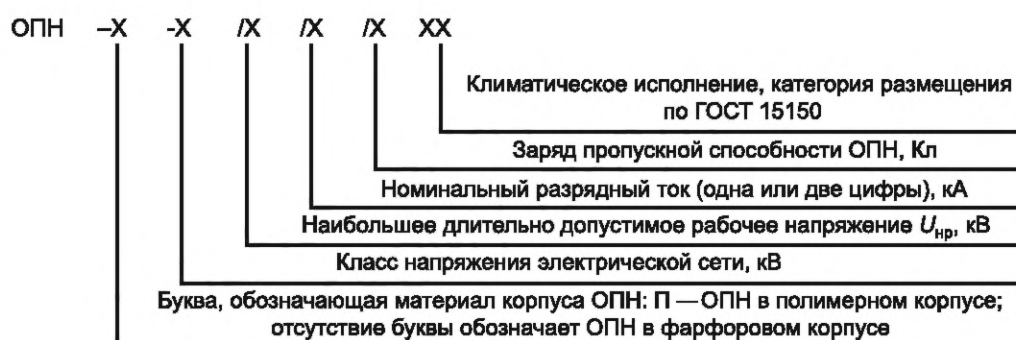 ОПН –Х -Х /Х /Х /Х ХХ
Климатическое исполнение, категория размещения
по ГОСТ 15150
Заряд пропускной способности ОПН, Кл
Номинальный разрядный ток (одна или две цифры), кА
Наибольшее длительно допустимое рабочее напряжение Uнр, кВ
Класс напряжения электрической сети, кВ
Буква, обозначающая материал корпуса ОПН: П — ОПН в полимерном корпусе;
отсутствие буквы обозначает ОПН в фарфоровом корпусе